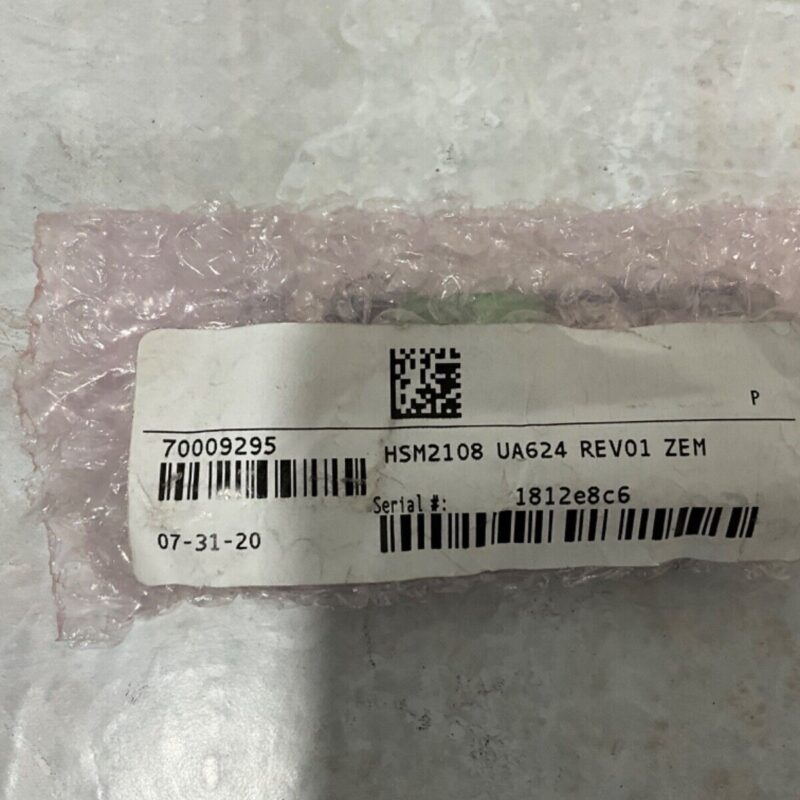 P
70009295
HSM2108 UA624 REV01 ZEM
Serial #: 1812e8c6
07-31-20